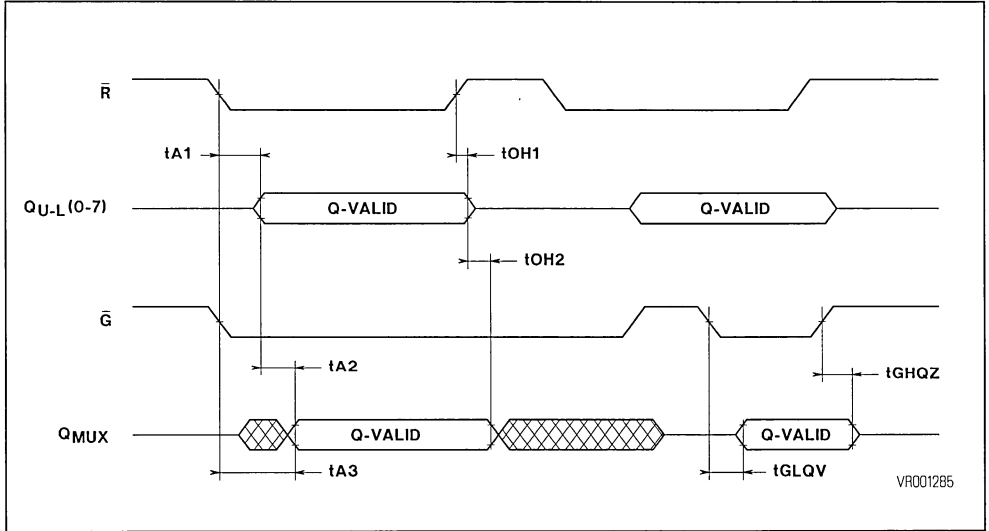 R̄
tA1
tOH1
QU-L(0-7)
Q-VALID
Q-VALID
tOH2
Ḡ
tA2
tGHQZ
QMUX
Q-VALID
Q-VALID
tA3
tGLQV
VR001285